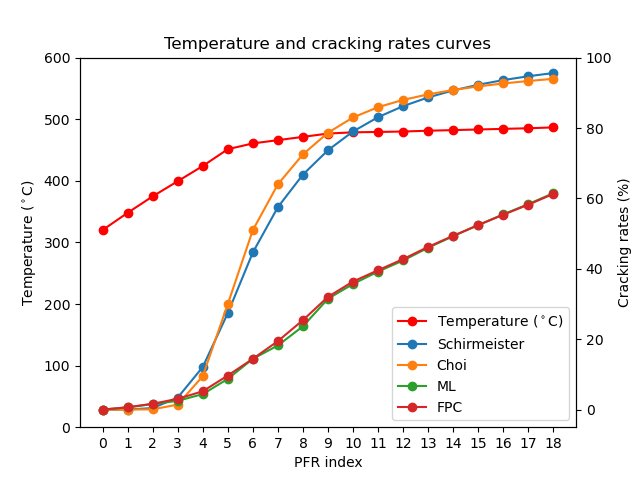 Temperature and cracking rates curves
600
500
400
300
200
100
0
Temperature (°C)
100
80
60
40
20
0
Cracking rates (%)
Temperature (°C)
Schirmeister
Choi
ML
FPC
0 1 2 3 4 5 6 7 8 9 10 11 12 13 14 15 16 17 18
PFR index